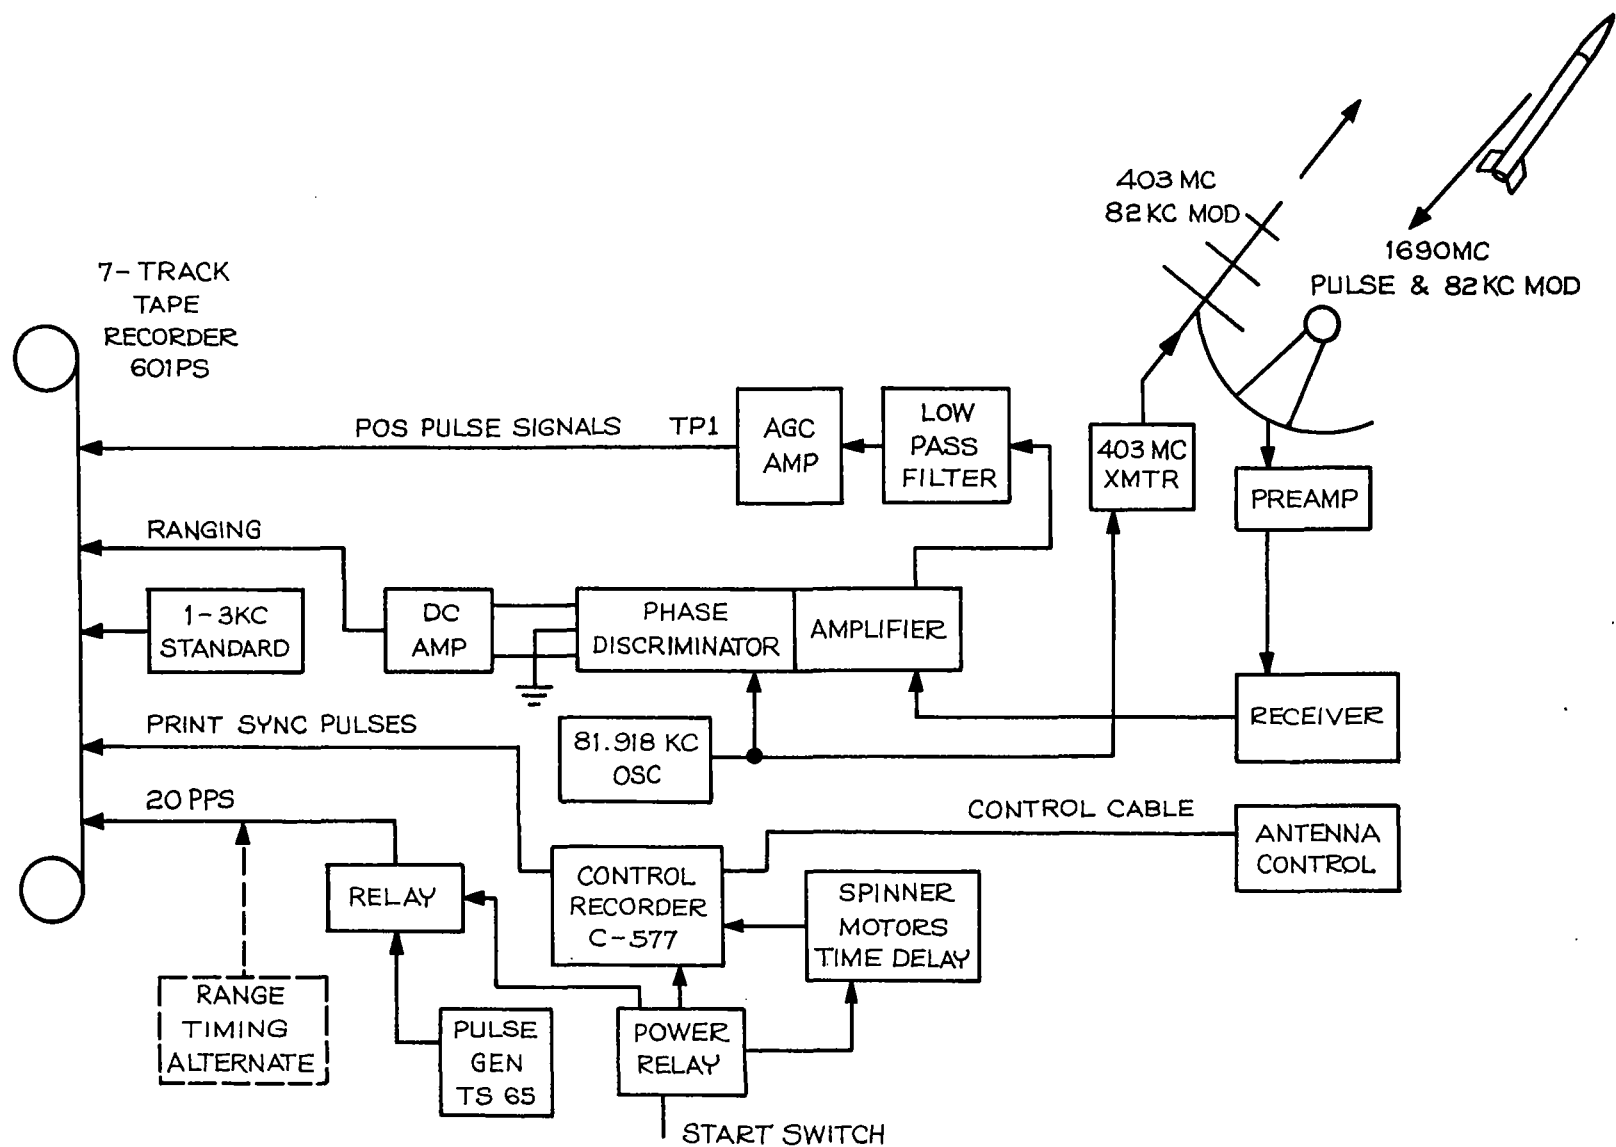 403 MC
82 KC MOD
1690MC
PULSE & 82 KC MOD
7-TRACK
TAPE
RECORDER
601PS
POS PULSE SIGNALS TP1
AGC
AMP
LOW
PASS
FILTER
403 MC
XMTR
PREAMP
RANGING
1-3KC
STANDARD
DC
AMP
PHASE
DISCRIMINATOR
AMPLIFIER
RECEIVER
PRINT SYNC PULSES
81.918 KC
OSC
20 PPS
CONTROL CABLE
ANTENNA
CONTROL
RELAY
CONTROL
RECORDER
C-577
SPINNER
MOTORS
TIME DELAY
RANGE
TIMING
ALTERNATE
PULSE
GEN
TS 65
POWER
RELAY
START SWITCH